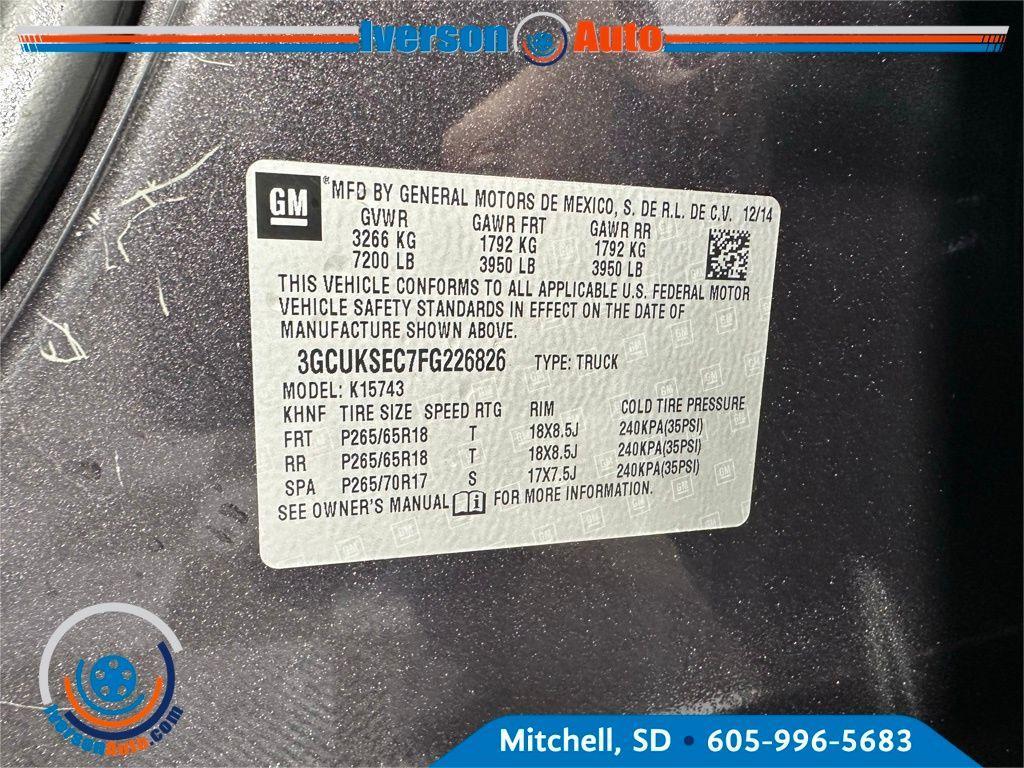 Iverson Auto
GM ® MFD BY GENERAL MOTORS DE MEXICO, S. DE R.L. DE C.V. 12/14
GVWR GAWR FRT GAWR RR
3266 KG 1792 KG 1792 KG
7200 LB 3950 LB 3950 LB
THIS VEHICLE CONFORMS TO ALL APPLICABLE U.S. FEDERAL MOTOR
VEHICLE SAFETY STANDARDS IN EFFECT ON THE DATE OF
MANUFACTURE SHOWN ABOVE.
3GCUKSEC7FG226826 TYPE: TRUCK
MODEL: K15743
KHNF TIRE SIZE SPEED RTG RIM COLD TIRE PRESSURE
FRT P265/65R18 T 18X8.5J 240KPA(35PSI)
RR P265/65R18 T 18X8.5J 240KPA(35PSI)
SPA P265/70R17 S 17X7.5J 240KPA(35PSI)
SEE OWNER'S MANUAL FOR MORE INFORMATION.
IversonAuto.com
Mitchell, SD • 605-996-5683